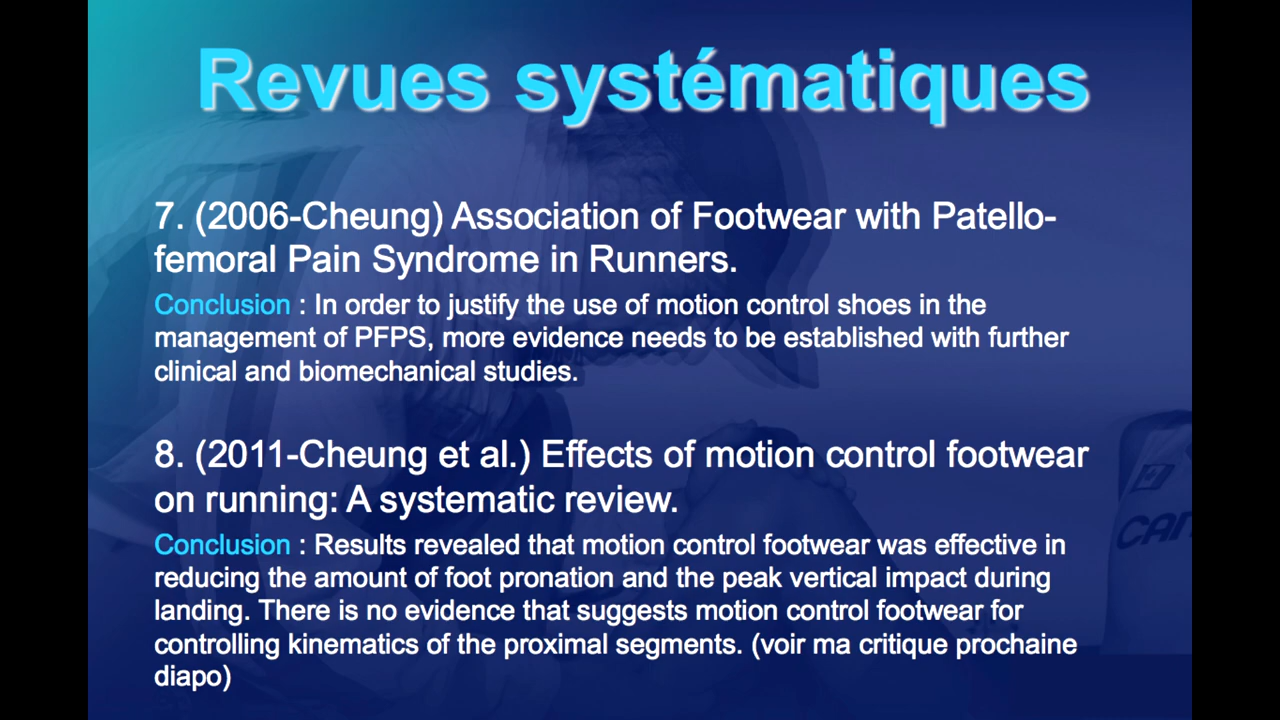 Revues systématiques
7. (2006-Cheung) Association of Footwear with Patello-
femoral Pain Syndrome in Runners.
Conclusion : In order to justify the use of motion control shoes in the
management of PFPS, more evidence needs to be established with further
clinical and biomechanical studies.
8. (2011-Cheung et al.) Effects of motion control footwear
on running: A systematic review.
Conclusion : Results revealed that motion control footwear was effective in
reducing the amount of foot pronation and the peak vertical impact during
landing. There is no evidence that suggests motion control footwear for
controlling kinematics of the proximal segments. (voir ma critique prochaine
diapo)